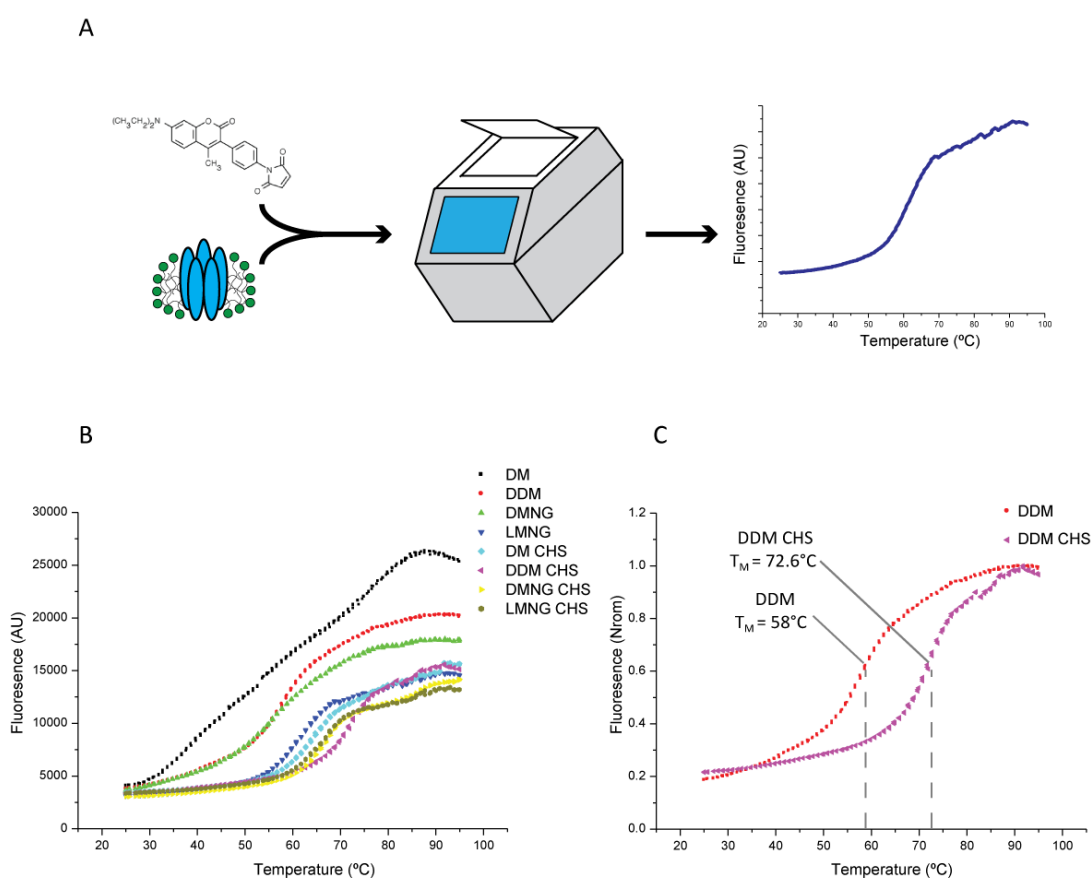 A
(CH₃CH₂)₂N
O
O
CH₃
N
O
O
Fluoresence (AU)
20 30 40 50 60 70 80 90 100
Temperature (ºC)
B
DM
DDM
DMNG
LMNG
DM CHS
DDM CHS
DMNG CHS
LMNG CHS
30000
25000
20000
15000
10000
5000
0
Fluoresence (AU)
20 30 40 50 60 70 80 90 100
Temperature (ºC)
C
DDM
DDM CHS
DDM CHS
T_M = 72.6°C
DDM
T_M = 58°C
1.2
1.0
0.8
0.6
0.4
0.2
0.0
Fluoresence (Nrom)
20 30 40 50 60 70 80 90 100
Temperature (ºC)